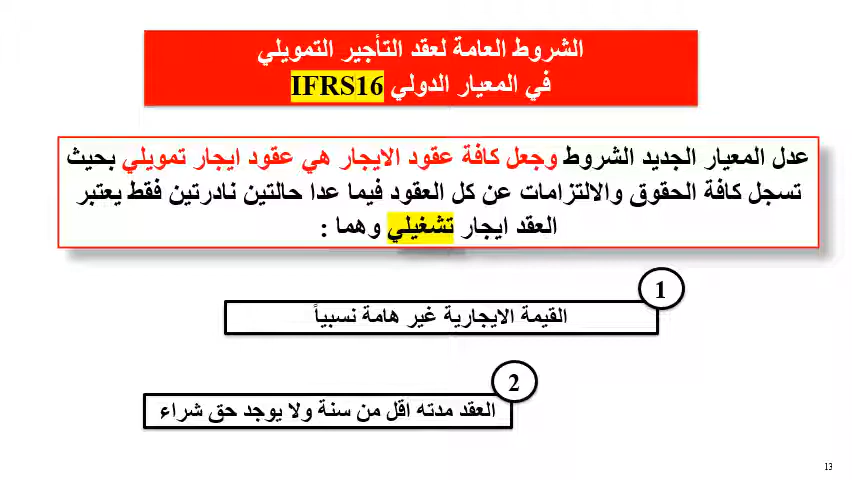 الشروط العامة لعقد التأجير التمويلي
في المعيار الدولي IFRS16
عدل المعيار الجديد الشروط وجعل كافة عقود الايجار هي عقود ايجار تمويلي بحيث
تسجل كافة الحقوق والالتزامات عن كل العقود فيما عدا حالتين نادرتين فقط يعتبر
العقد ايجار تشغيلي وهما :
1
القيمة الايجارية غير هامة نسبياً
2
العقد مدته اقل من سنة ولا يوجد حق شراء
13